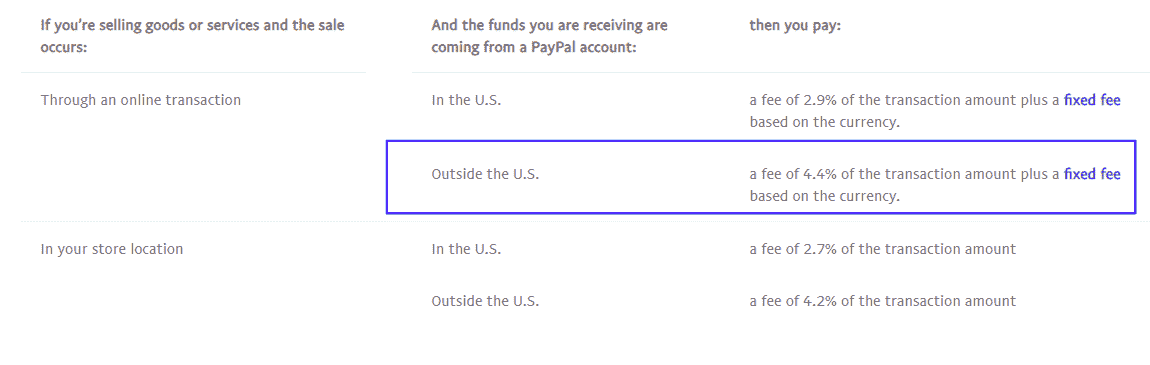 If you’re selling goods or services and the sale
occurs:
And the funds you are receiving are
coming from a PayPal account:
then you pay:
Through an online transaction
In the U.S.
a fee of 2.9% of the transaction amount plus a fixed fee
based on the currency.
Outside the U.S.
a fee of 4.4% of the transaction amount plus a fixed fee
based on the currency.
In your store location
In the U.S.
a fee of 2.7% of the transaction amount
Outside the U.S.
a fee of 4.2% of the transaction amount